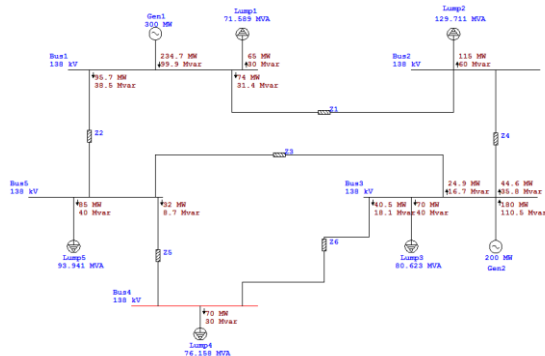 Gen1
300 MW
Lump1
71.589 MVA
Lump2
129.711 MVA
Bus1
138 kV
234.7 MW
99.9 Mvar
65 MW
30 Mvar
Bus2
138 kV
115 MW
60 Mvar
95.7 MW
38.5 Mvar
74 MW
31.4 Mvar
Z1
Z2
Z4
Z3
Bus5
138 kV
85 MW
40 Mvar
32 MW
8.7 Mvar
Bus3
138 kV
24.9 MW
16.7 Mvar
44.6 MW
35.8 Mvar
40.5 MW
18.1 Mvar
70 MW
40 Mvar
180 MW
110.5 Mvar
Z6
Z5
Lump5
93.941 MVA
Lump3
80.623 MVA
200 MW
Gen2
Bus4
138 kV
70 MW
30 Mvar
Lump4
76.158 MVA